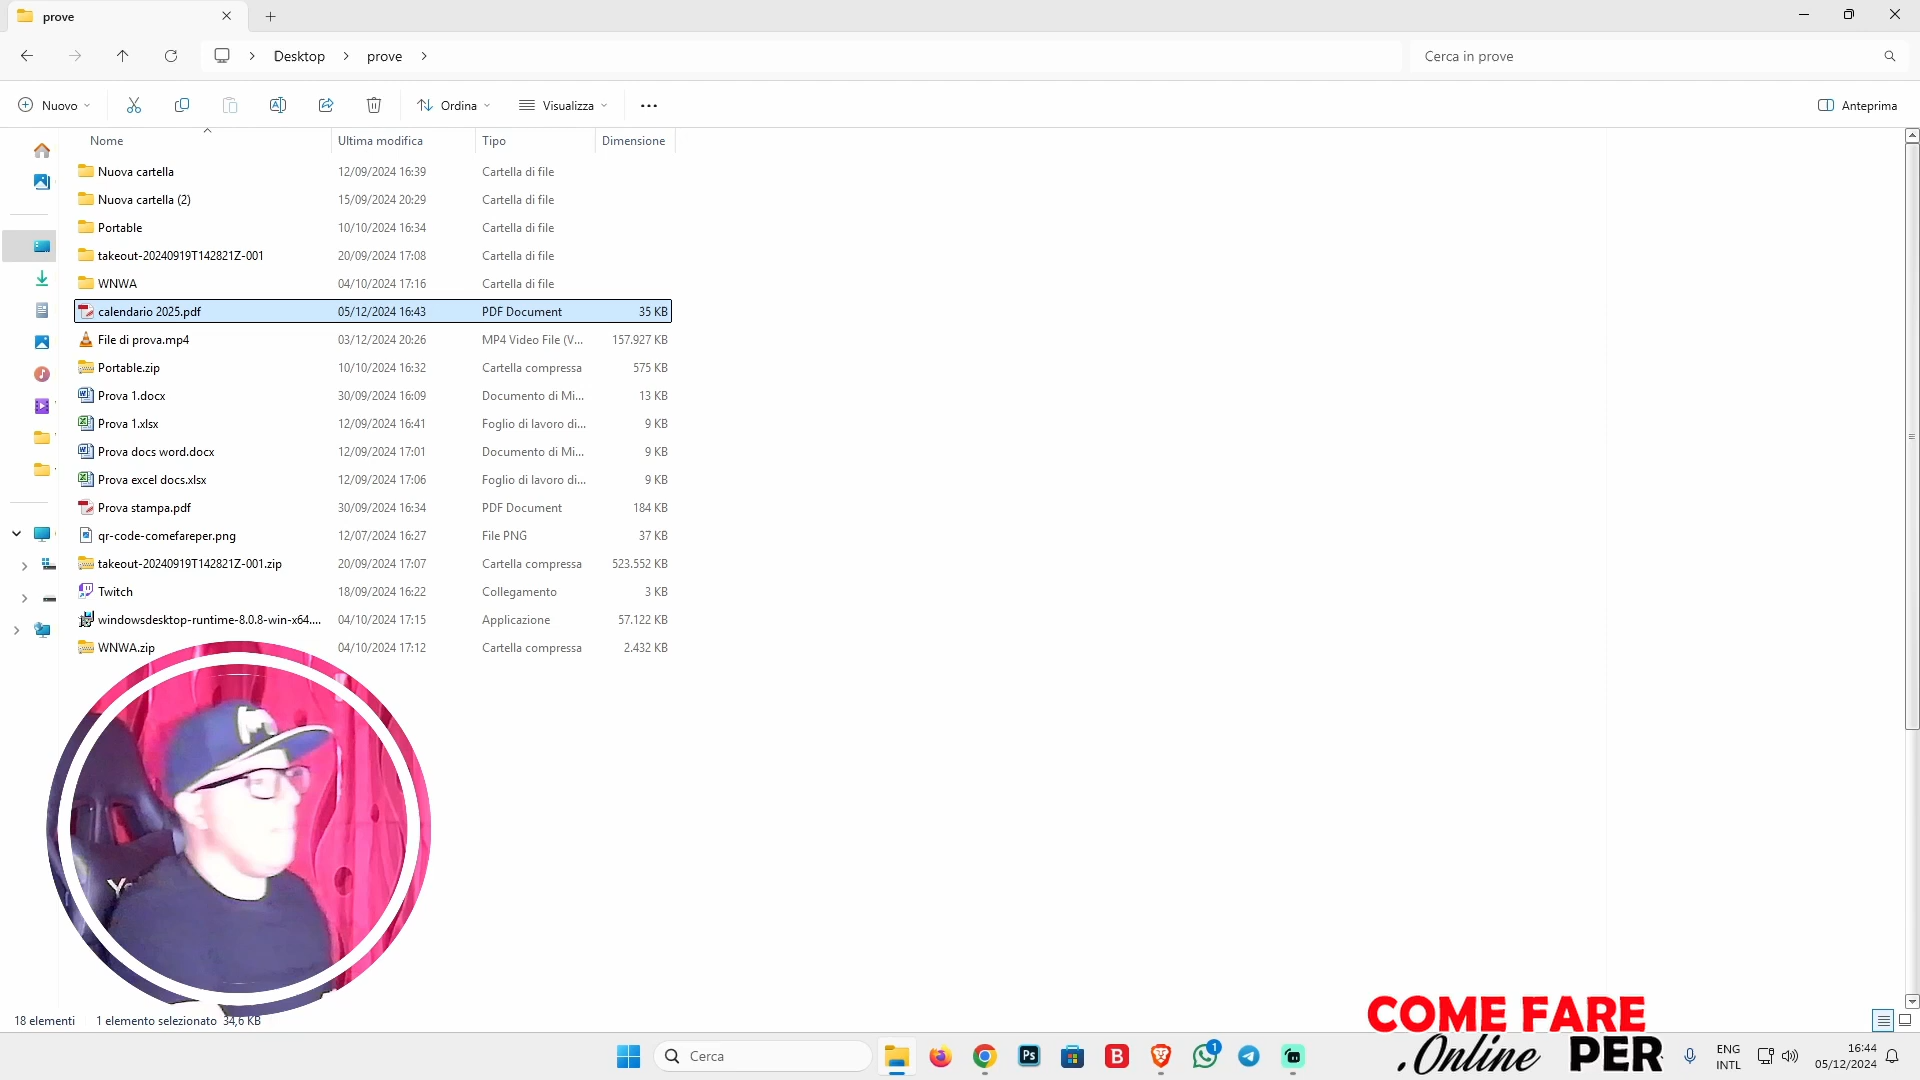 prove
Desktop
prove
Cerca in prove
Nuovo
Ordina
Visualizza
Anteprima
Nome Ultima modifica Tipo Dimensione
Nuova cartella 12/09/2024 16:39 Cartella di file
Nuova cartella (2) 15/09/2024 20:29 Cartella di file
Portable 10/10/2024 16:34 Cartella di file
takeout-20240919T142821Z-001 20/09/2024 17:08 Cartella di file
WNWA 04/10/2024 17:16 Cartella di file
calendario 2025.pdf 05/12/2024 16:43 PDF Document 35 KB
File di prova.mp4 03/12/2024 20:26 MP4 Video File (V... 157.927 KB
Portable.zip 10/10/2024 16:32 Cartella compressa 575 KB
Prova 1.docx 30/09/2024 16:09 Documento di Mi... 13 KB
Prova 1.xlsx 12/09/2024 16:41 Foglio di lavoro di... 9 KB
Prova docs word.docx 12/09/2024 17:01 Documento di Mi... 9 KB
Prova excel docs.xlsx 12/09/2024 17:06 Foglio di lavoro di... 9 KB
Prova stampa.pdf 30/09/2024 16:34 PDF Document 184 KB
qr-code-comefareper.png 12/07/2024 16:27 File PNG 37 KB
takeout-20240919T142821Z-001.zip 20/09/2024 17:07 Cartella compressa 523.552 KB
Twitch 18/09/2024 16:22 Collegamento 3 KB
windowsdesktop-runtime-8.0.8-win-x64.... 04/10/2024 17:15 Applicazione 57.122 KB
WNWA.zip 04/10/2024 17:12 Cartella compressa 2.432 KB
18 elementi 1 elemento selezionato 34,6 KB
COME FARE
.Online PER
Cerca
Ps
B
1
ENG
INTL
16:44
05/12/2024